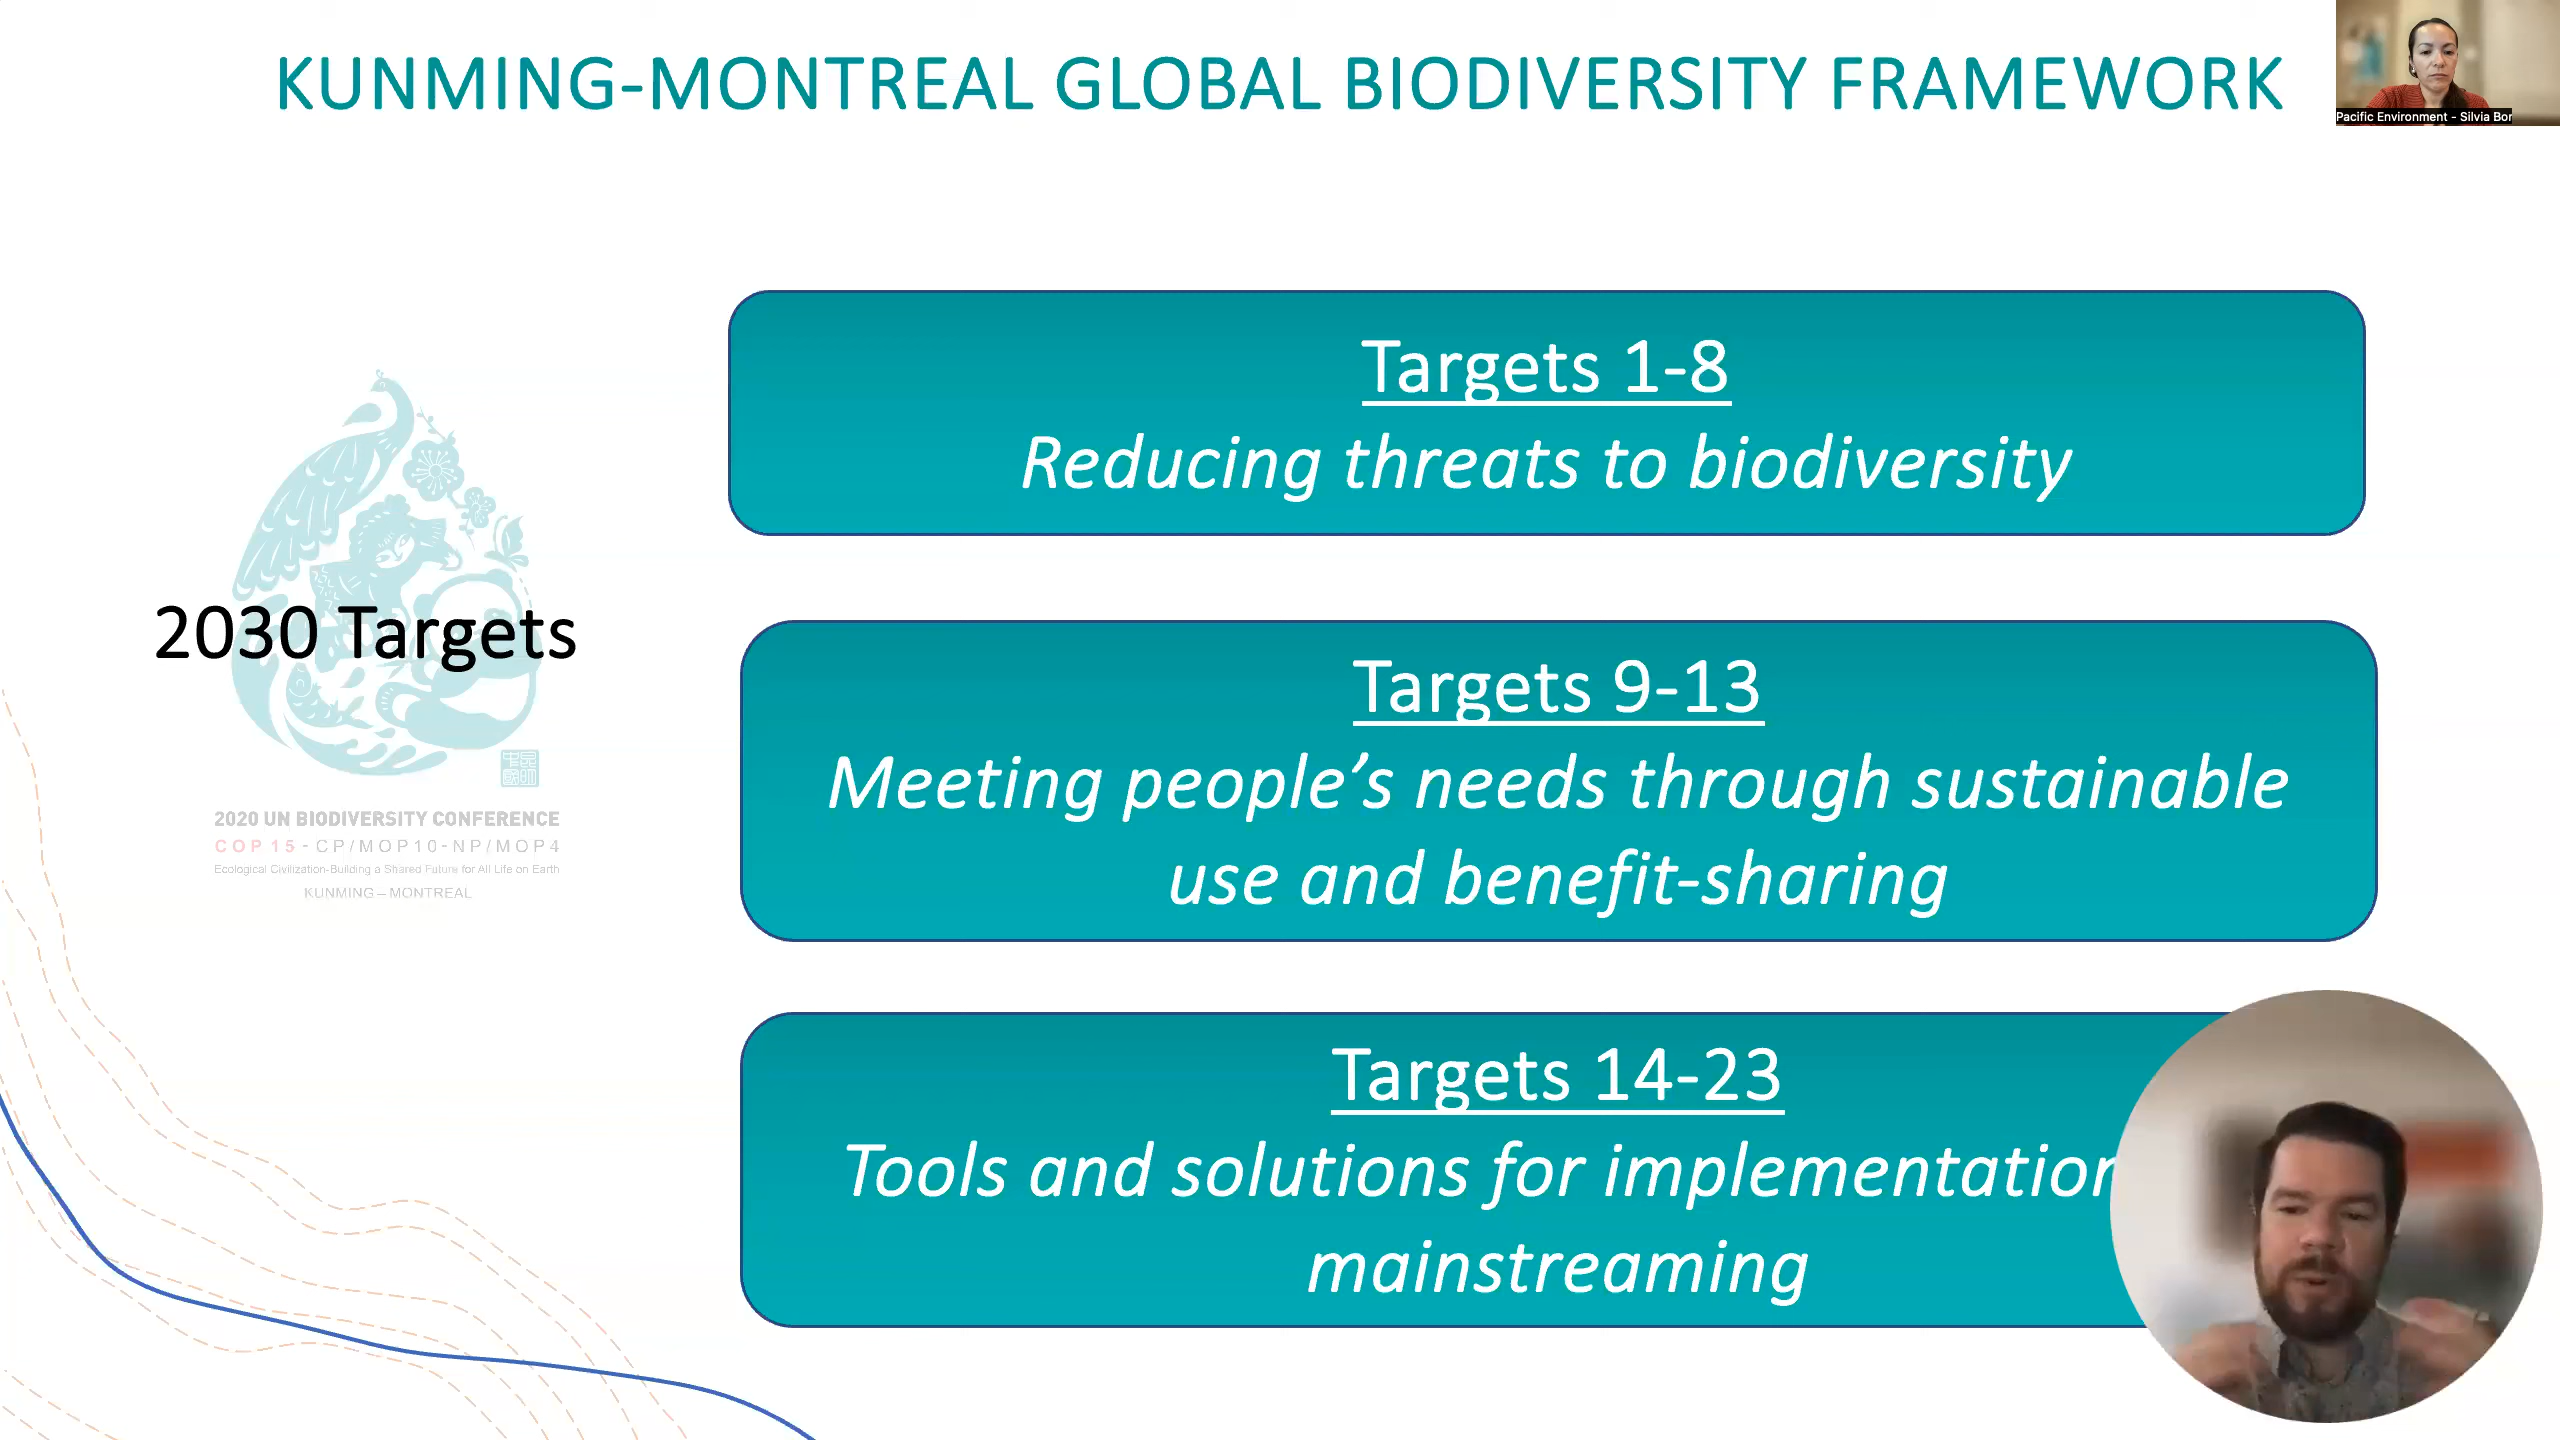 KUNMING-MONTREAL GLOBAL BIODIVERSITY FRAMEWORK
Pacific Environment - Silvia Bor
Targets 1-8
Reducing threats to biodiversity
2030 Targets
Targets 9-13
Meeting people’s needs through sustainable
use and benefit-sharing
2020 UN BIODIVERSITY CONFERENCE
COP 15 - CP/MOP10-NP/MOP4
Ecological Civilization-Building a Shared Future for All Life on Earth
KUNMING – MONTREAL
Targets 14-23
Tools and solutions for implementation
mainstreaming